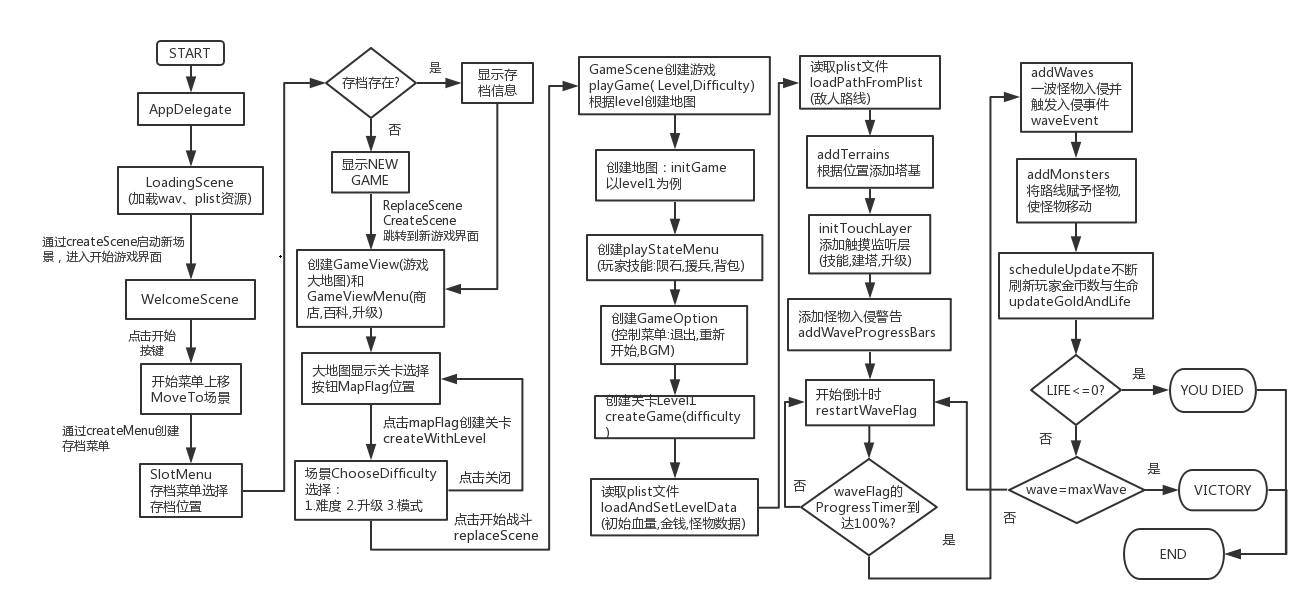 START
AppDelegate
LoadingScene
(加载wav、plist资源)
通过createScene启动新场
景，进入开始游戏界面
WelcomeScene
点击开始
按键
开始菜单上移
MoveTo场景
通过createMenu创建
存档菜单
SlotMenu
存档菜单选择
存档位置
存档存在?
是
显示存
档信息
否
显示NEW
GAME
ReplaceScene
CreateScene
跳转到新游戏界面
创建GameView(游戏
大地图)和
GameViewMenu(商
店,百科,升级)
大地图显示关卡选择
按钮MapFlag位置
点击mapFlag创建关卡
createWithLevel
场景ChooseDifficulty
选择：
1.难度 2.升级 3.模式
点击关闭
点击开始战斗
replaceScene
GameScene创建游戏
playGame( Level,Difficulty)
根据level创建地图
创建地图：initGame
以level1为例
创建playStateMenu
(玩家技能:陨石,援兵,背包)
创建GameOption
(控制菜单:退出,重新
开始,BGM)
创建关卡Level1
createGame(difficulty
)
读取plist文件
loadAndSetLevelData
(初始血量,金钱,怪物数据)
读取plist文件
loadPathFromPlist
(敌人路线)
addTerrains
根据位置添加塔基
initTouchLayer
添加触摸监听层
(技能,建塔,升级)
添加怪物入侵警告
addWaveProgressBars
开始倒计时
restartWaveFlag
否
waveFlag的
ProgressTimer到
达100%?
是
addWaves
一波怪物入侵并
触发入侵事件
waveEvent
addMonsters
将路线赋予怪物,
使怪物移动
scheduleUpdate不断
刷新玩家金币数与生命
updateGoldAndLife
LIFE<=0?
是
YOU DIED
否
wave=maxWave
是
VICTORY
否
END